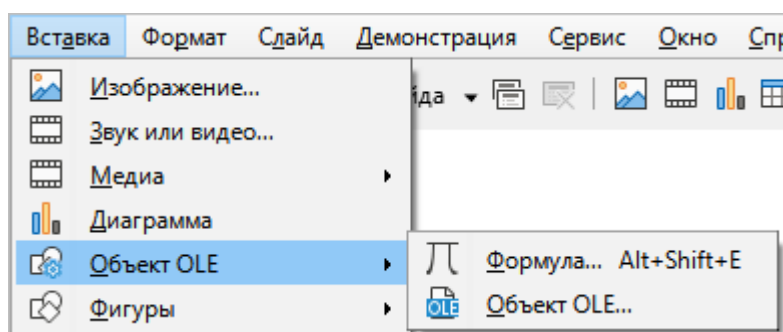 Вставка Формат Слайд Демонстрация Сервис Окно
Изображение...
Звук или видео...
Медиа
Диаграмма
Объект OLE
Формула... Alt+Shift+E
Фигуры
OLE Объект OLE...